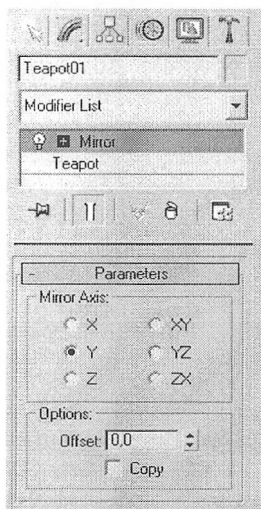 Teapot01
Modifier List
Mirror
Teapot
- Parameters
Mirror Axis:
X XY
Y YZ
Z ZX
Options:
Offset: 0,0
Copy